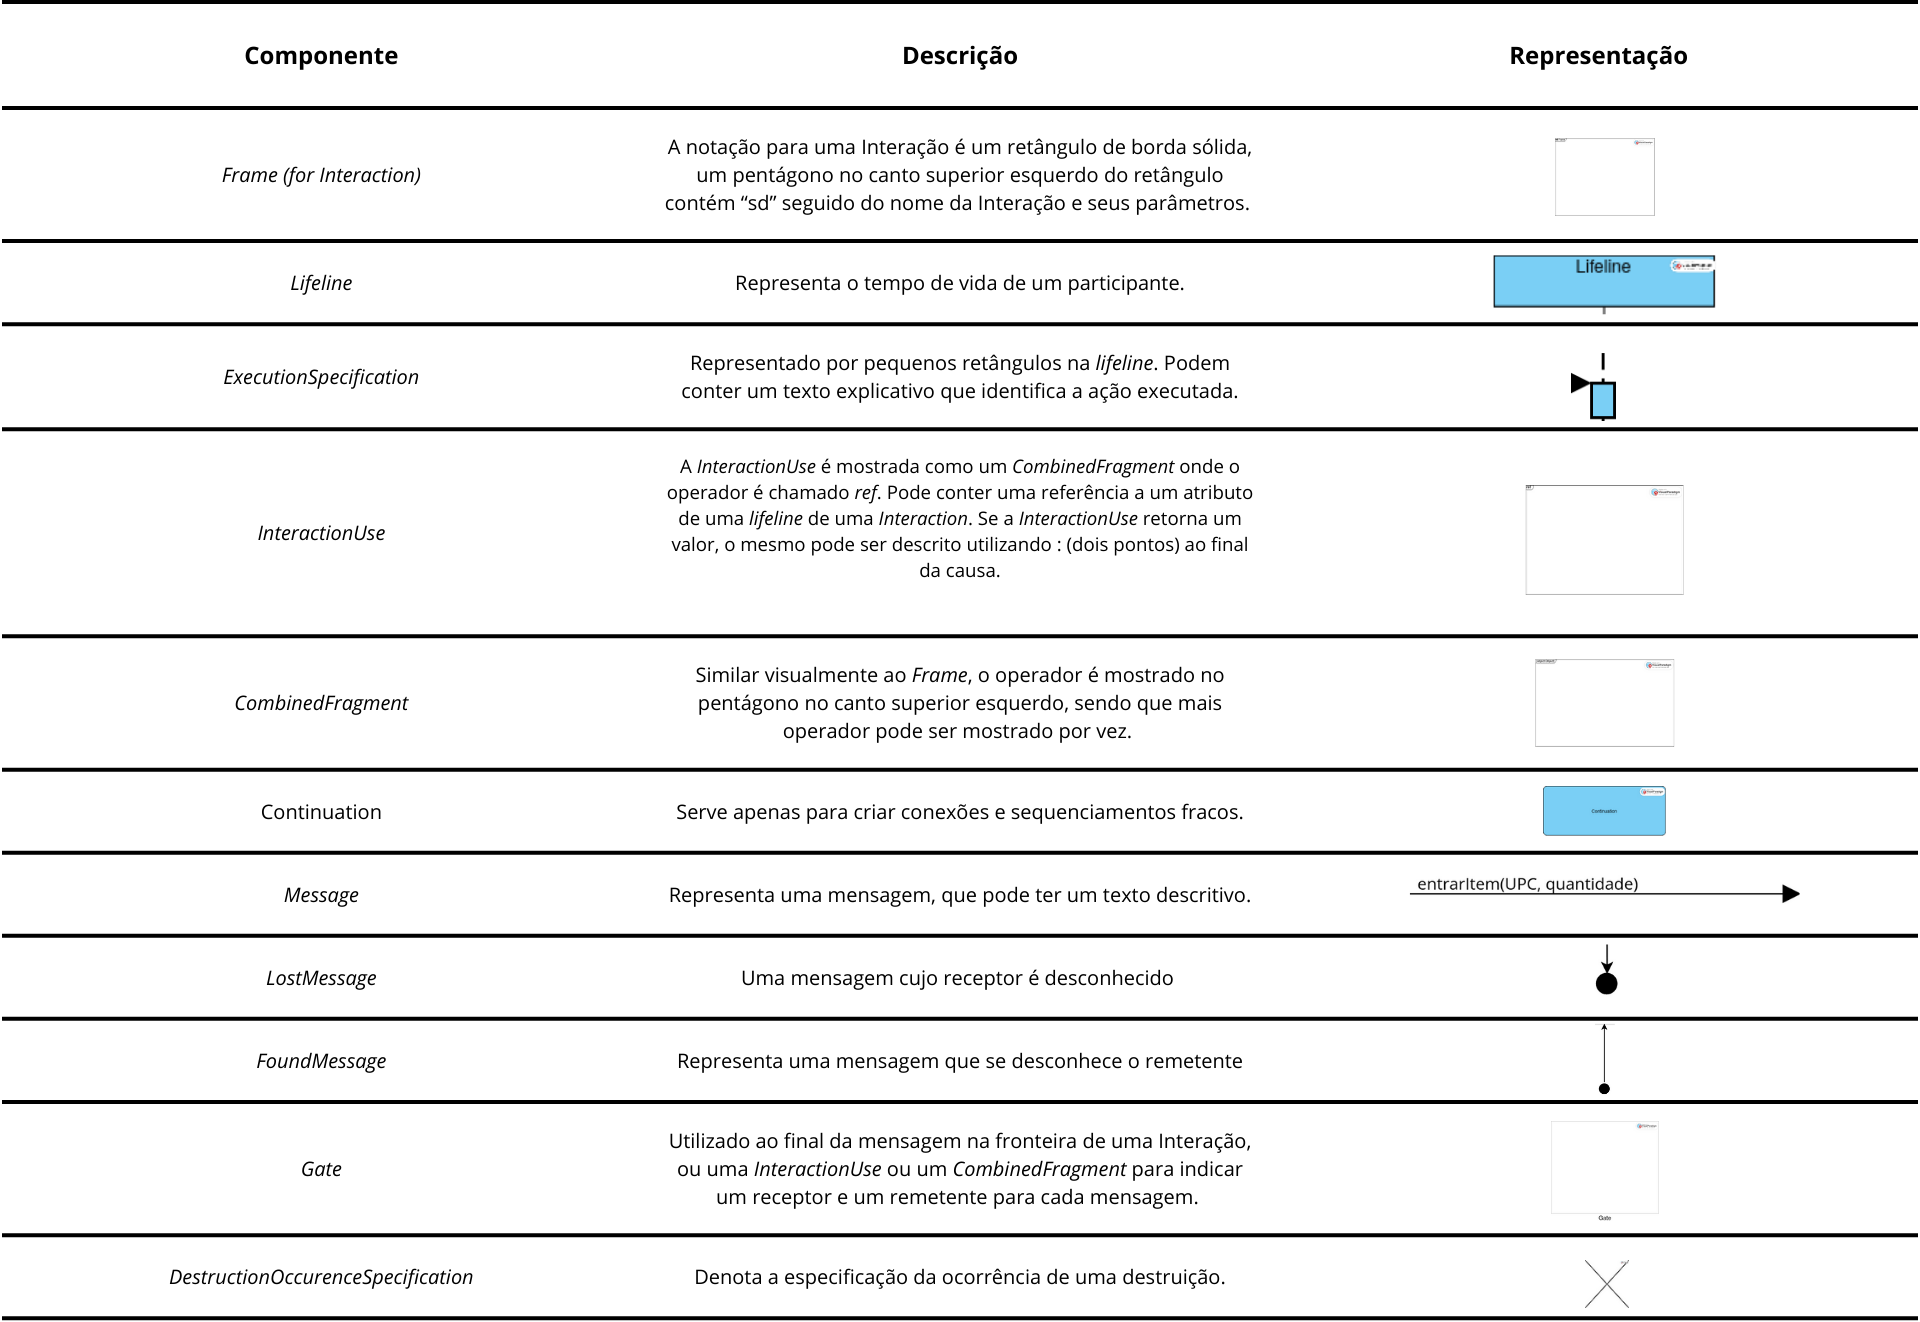 Componente
Descrição
Representação
Frame (for Interaction)
A notação para uma Interação é um retângulo de borda sólida,
um pentágono no canto superior esquerdo do retângulo
contém “sd” seguido do nome da Interação e seus parâmetros.
Lifeline
Representa o tempo de vida de um participante.
Lifeline
ExecutionSpecification
Representado por pequenos retângulos na lifeline. Podem
conter um texto explicativo que identifica a ação executada.
InteractionUse
A InteractionUse é mostrada como um CombinedFragment onde o
operador é chamado ref. Pode conter uma referência a um atributo
de uma lifeline de uma Interaction. Se a InteractionUse retorna um
valor, o mesmo pode ser descrito utilizando : (dois pontos) ao final
da causa.
CombinedFragment
Similar visualmente ao Frame, o operador é mostrado no
pentágono no canto superior esquerdo, sendo que mais
operador pode ser mostrado por vez.
Continuation
Serve apenas para criar conexões e sequenciamentos fracos.
Continuation
Message
Representa uma mensagem, que pode ter um texto descritivo.
entrarItem(UPC, quantidade)
LostMessage
Uma mensagem cujo receptor é desconhecido
FoundMessage
Representa uma mensagem que se desconhece o remetente
Gate
Utilizado ao final da mensagem na fronteira de uma Interação,
ou uma InteractionUse ou um CombinedFragment para indicar
um receptor e um remetente para cada mensagem.
Gate
DestructionOccurenceSpecification
Denota a especificação da ocorrência de uma destruição.